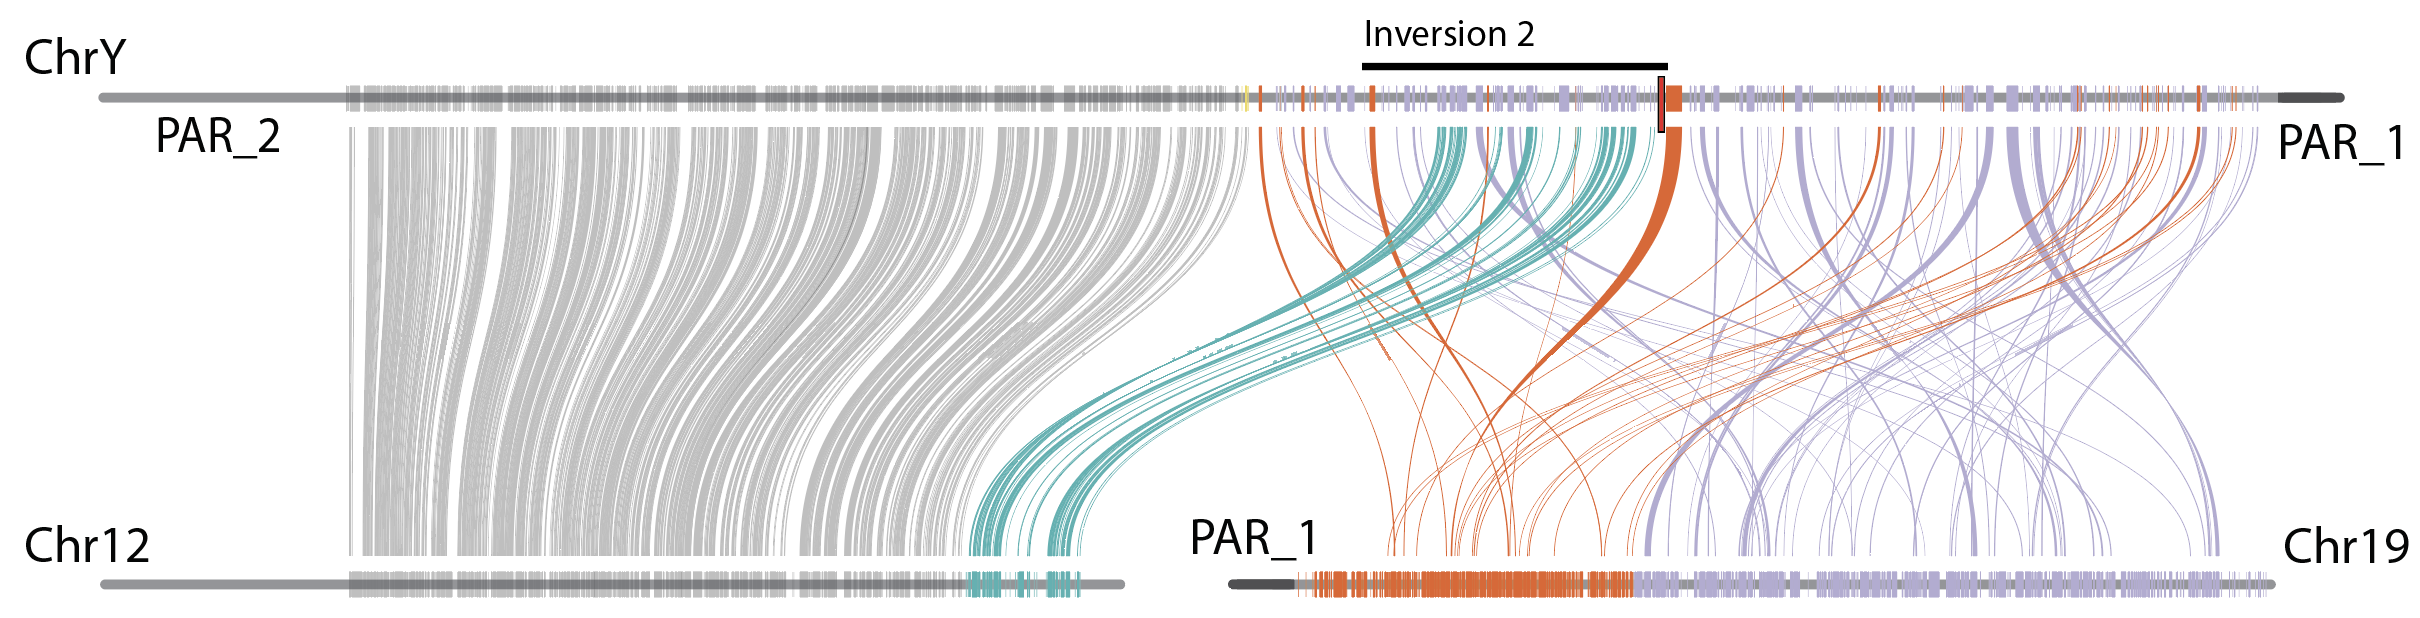 Inversion 2
ChrY
PAR_2
PAR_1
Chr12
PAR_1
Chr19